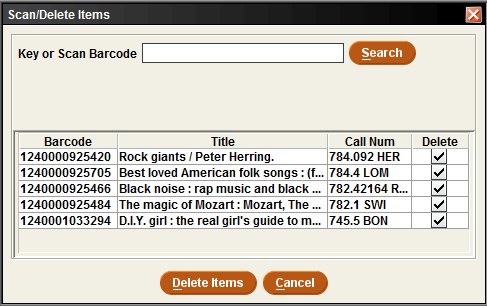 Scan/Delete Items
Key or Scan Barcode Search
Barcode Title Call Num Delete
1240000925420 Rock giants / Peter Herring. 784.092 HER
1240000925705 Best loved American folk songs : (f... 784.4 LOM
1240000925466 Black noise : rap music and black ... 782.42164 R...
1240000925484 The magic of Mozart : Mozart, The ... 782.1 SWI
1240001033294 D.I.Y. girl : the real girl's guide to m... 745.5 BON
Delete Items Cancel